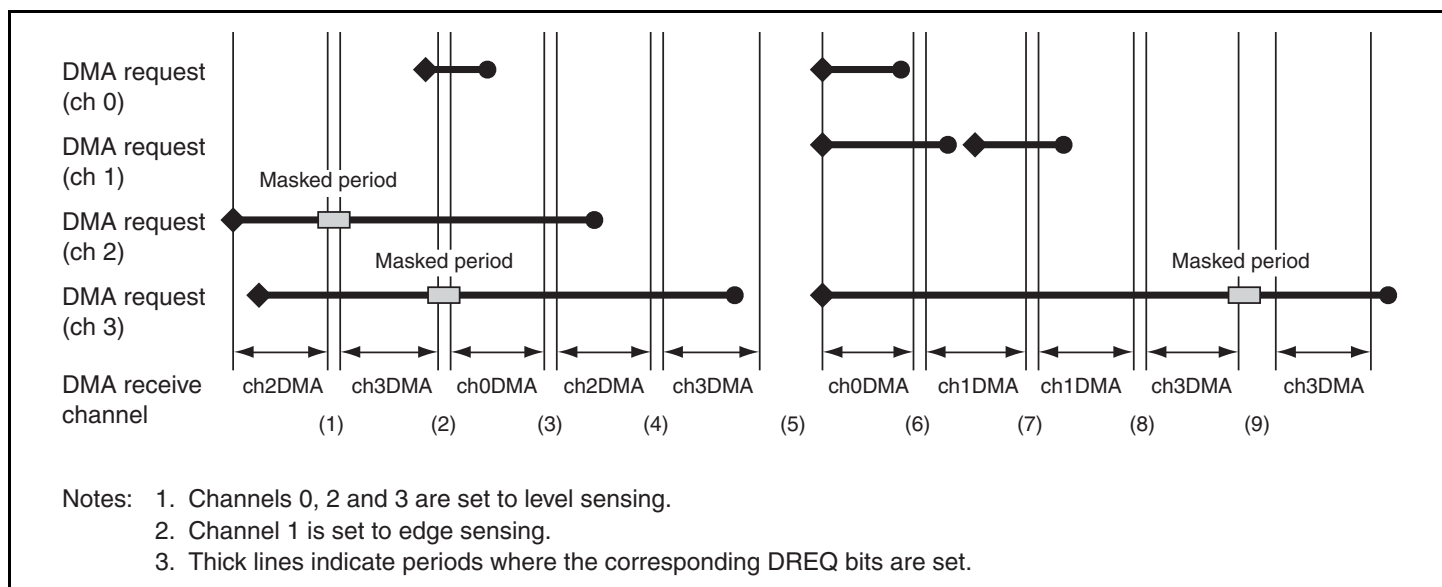 DMA request
(ch 0)
DMA request
(ch 1)
Masked period
DMA request
(ch 2)
Masked period
Masked period
DMA request
(ch 3)
DMA receive
channel
ch2DMA ch3DMA ch0DMA ch2DMA ch3DMA ch0DMA ch1DMA ch1DMA ch3DMA ch3DMA
(1) (2) (3) (4) (5) (6) (7) (8) (9)
Notes: 1. Channels 0, 2 and 3 are set to level sensing.
2. Channel 1 is set to edge sensing.
3. Thick lines indicate periods where the corresponding DREQ bits are set.